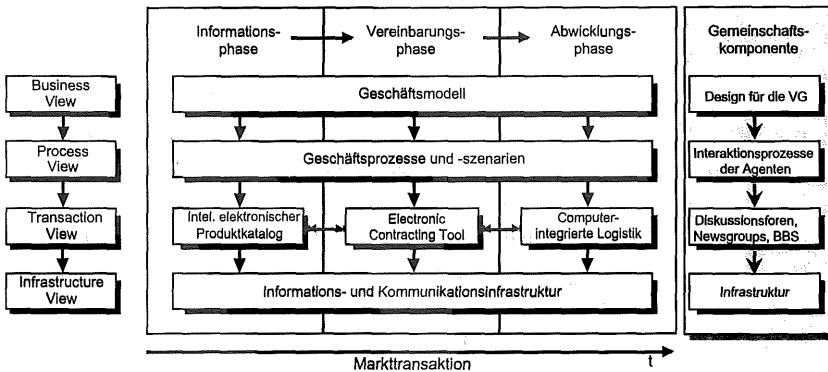 Informations-
phase
Vereinbarungs-
phase
Abwicklungs-
phase
Gemeinschafts-
komponente
Business
View
Geschäftsmodell
Design für die VG
Process
View
Geschäftsprozesse und -szenarien
Interaktionsprozesse
der Agenten
Transaction
View
Intel. elektronischer
Produktkatalog
Electronic
Contracting Tool
Computer-
integrierte Logistik
Diskussionsforen,
Newsgroups, BBS
Infrastructure
View
Informations- und Kommunikationsinfrastruktur
Infrastruktur
Markttransaktion
t